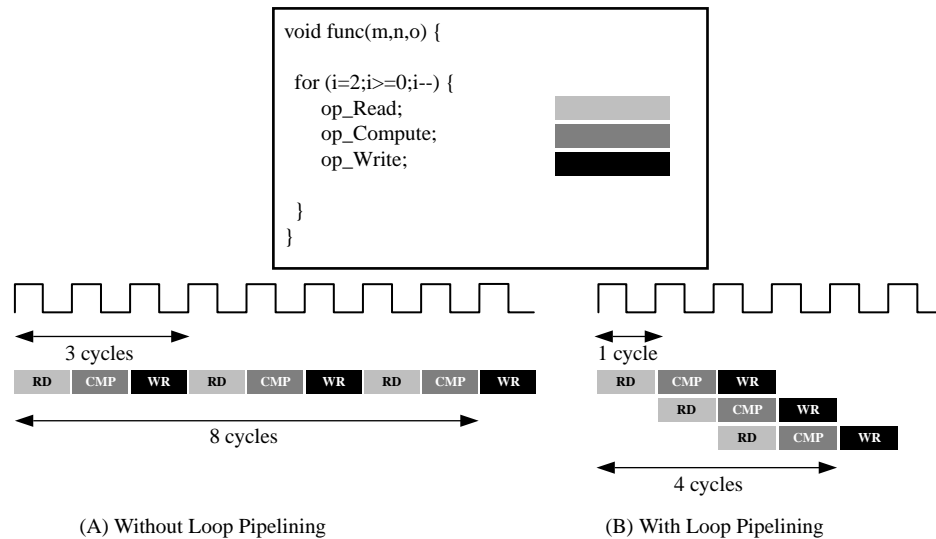 void func(m,n,o) {
for (i=2;i>=0;i--) {
op_Read;
op_Compute;
op_Write;
}
}
3 cycles
RD CMP WR RD CMP WR RD CMP WR
8 cycles
(A) Without Loop Pipelining
1 cycle
RD CMP WR
RD CMP WR
RD CMP WR
4 cycles
(B) With Loop Pipelining